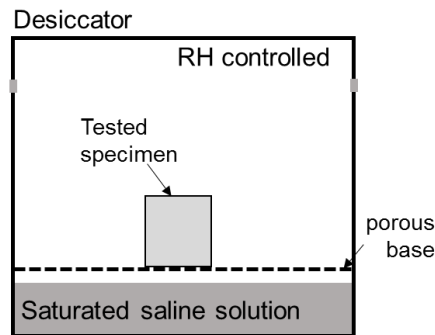 Desiccator
RH controlled
Tested
specimen
porous
base
Saturated saline solution